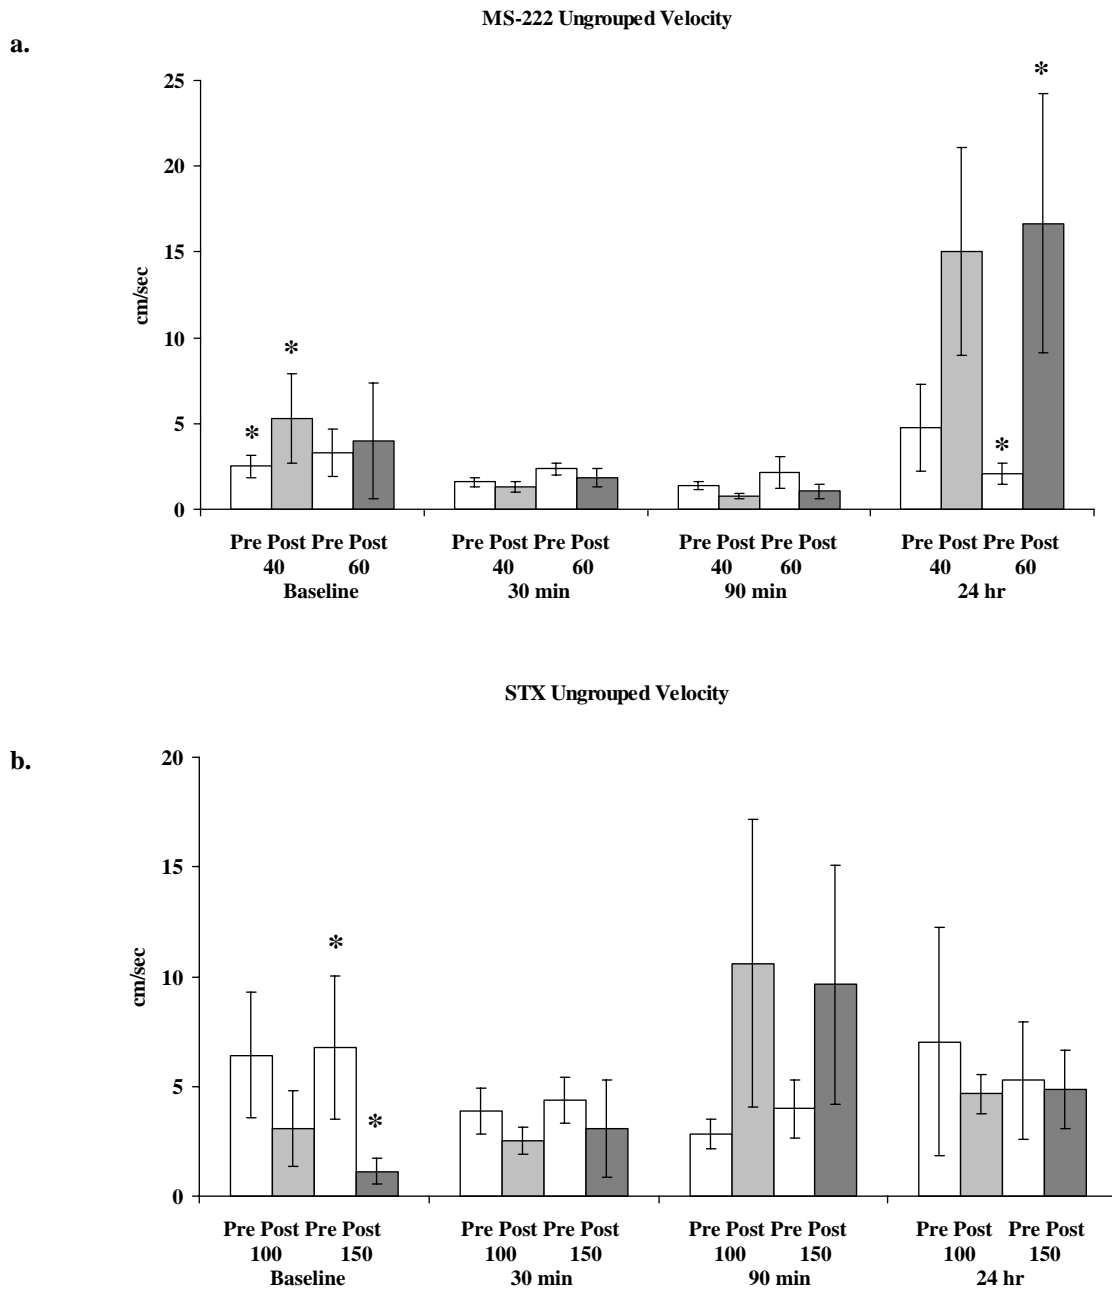 MS-222 Ungrouped Velocity
a.
25
20
15
10
5
0
cm/sec
*
*
*
*
Pre Post Pre Post Pre Post Pre Post Pre Post Pre Post Pre Post Pre Post
40 60 40 60 40 60 40 60
Baseline 30 min 90 min 24 hr
STX Ungrouped Velocity
b.
20
15
10
5
0
cm/sec
*
*
Pre Post Pre Post Pre Post Pre Post Pre Post Pre Post Pre Post Pre Post
100 150 100 150 100 150 100 150
Baseline 30 min 90 min 24 hr